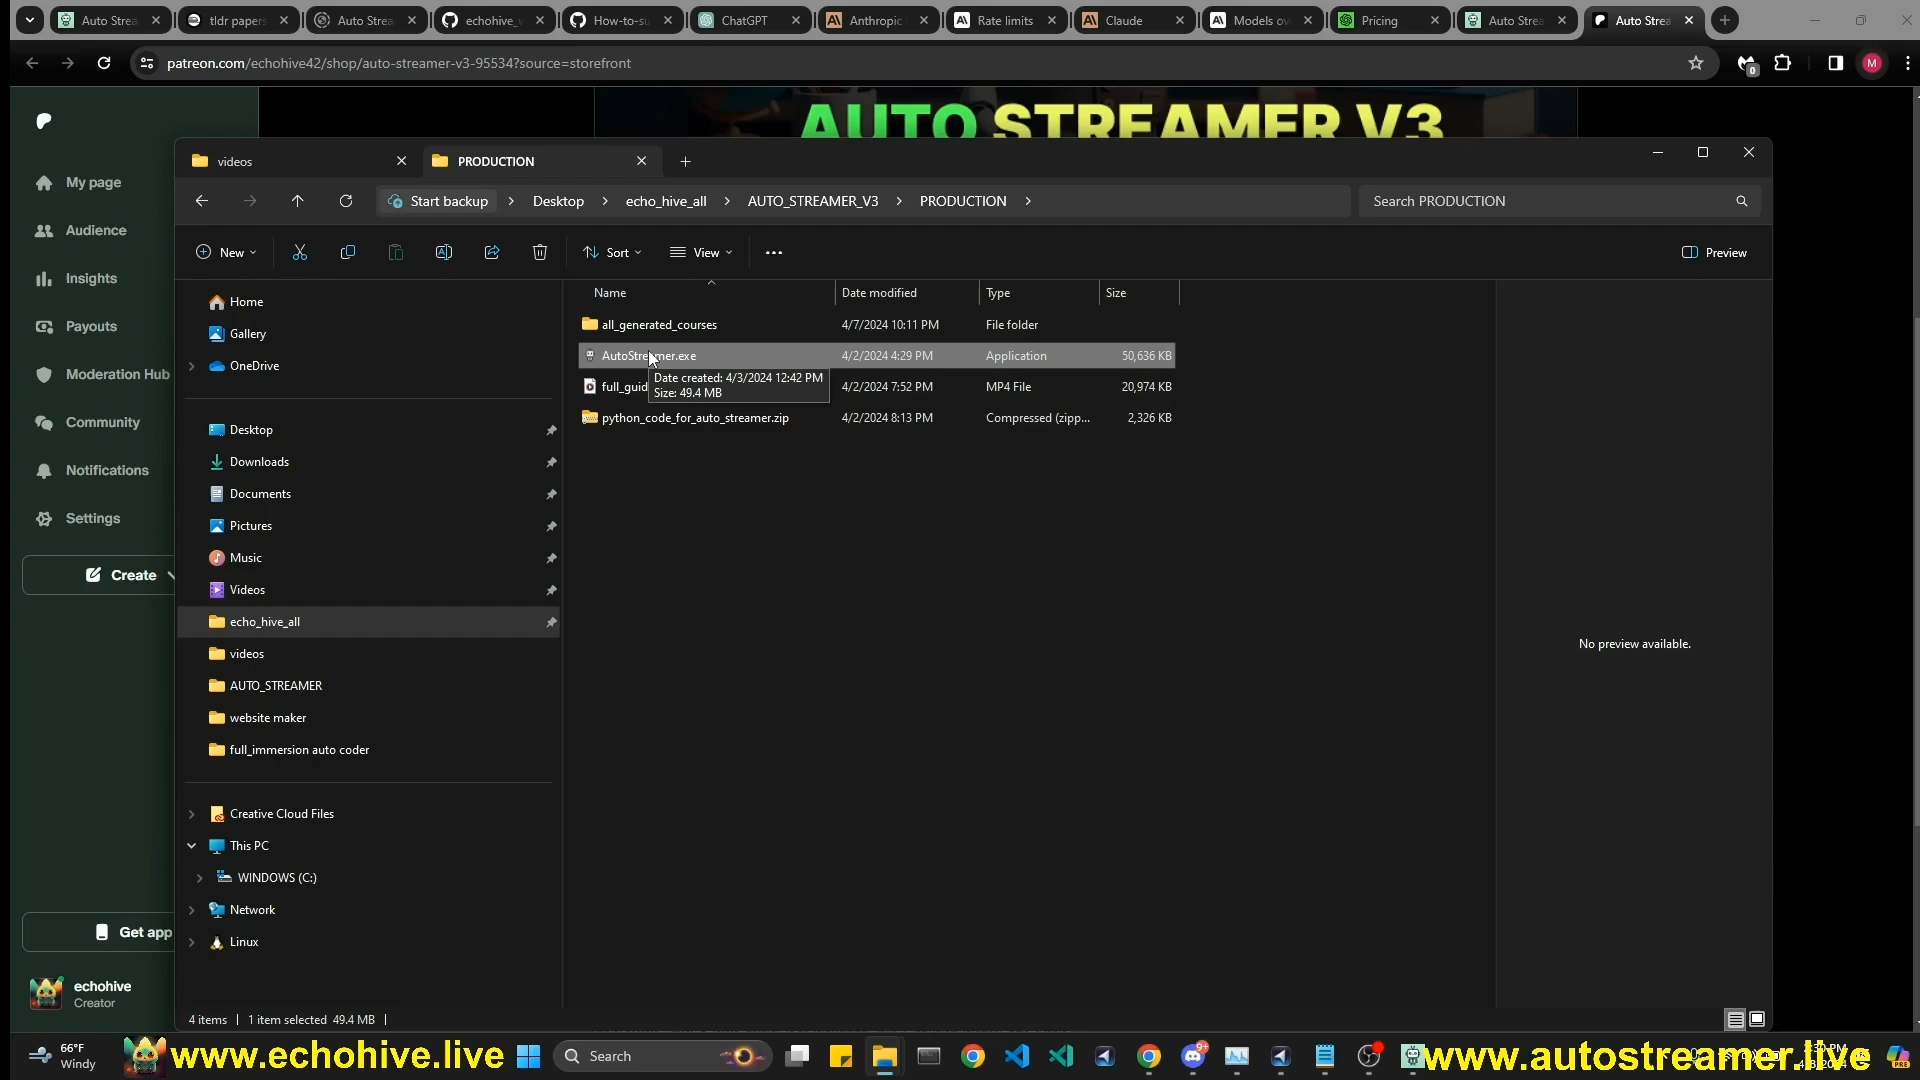 Auto Strea
tldr papers
Auto Strea
echohive_
How-to-su
ChatGPT
Anthropic
Rate limits
Claude
Models ov
Pricing
Auto Strea
Auto Strea
patreon.com/echohive42/shop/auto-streamer-v3-95534?source=storefront
0
M
AUTO STREAMER V3
My page
Audience
Insights
Payouts
Moderation Hub
Community
Notifications
Settings
Create
Get app
echohive
Creator
videos
PRODUCTION
Start backup
Desktop
echo_hive_all
AUTO_STREAMER_V3
PRODUCTION
Search PRODUCTION
New
Sort
View
Preview
Home
Gallery
OneDrive
Desktop
Downloads
Documents
Pictures
Music
Videos
echo_hive_all
videos
AUTO_STREAMER
website maker
full_immersion auto coder
Creative Cloud Files
This PC
WINDOWS (C:)
Network
Linux
Name Date modified Type Size
all_generated_courses 4/7/2024 10:11 PM File folder
AutoStreamer.exe 4/2/2024 4:29 PM Application 50,636 KB
full_guid 4/2/2024 7:52 PM MP4 File 20,974 KB
python_code_for_auto_streamer.zip 4/2/2024 8:13 PM Compressed (zipp... 2,326 KB
Date created: 4/3/2024 12:42 PM
Size: 49.4 MB
No preview available.
4 items 1 item selected 49.4 MB
66°F
Windy
www.echohive.live
Search
9+
www.autostreamer.live
PRE